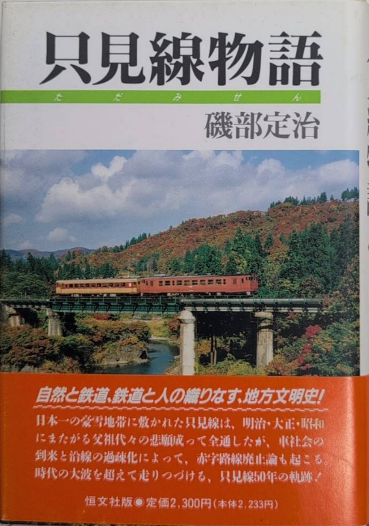 只見線物語
ただみせん
磯部定治
自然と鉄道、鉄道と人の織りなす、地方文明史！
日本一の豪雪地帯に敷かれた只見線は、明治・大正・昭和
にまたがる父祖代々の悲願成って全通したが、車社会の
到来と沿線の過疎化によって、赤字路線廃止論も起こる。
時代の大波を超えて走りつづける、只見線50年の軌跡！
恒文社版●定価2,300円（本体2,233円）